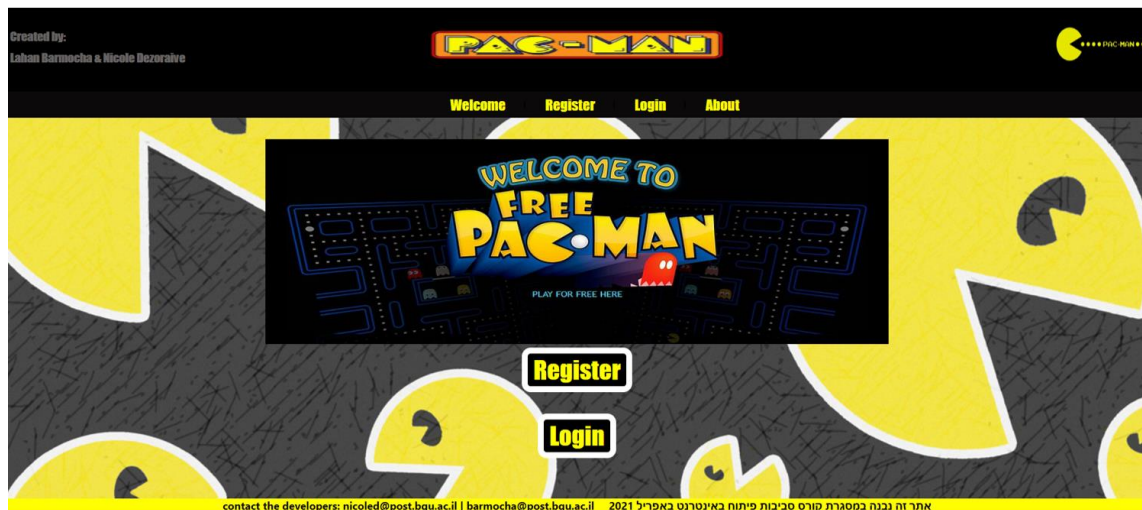 Created by:
Lahan Barmocha & Nicole Dezoraive
PAC-MAN
PAC-MAN
Welcome
Register
Login
About
WELCOME TO
FREE
PAC-MAN
PLAY FOR FREE HERE
Register
Login
contact the developers: nicoled@post.bgu.ac.il | barmocha@post.bgu.ac.il אתר זה נבנה במסגרת קורס סביבות פיתוח באינטרנט באפריל 2021